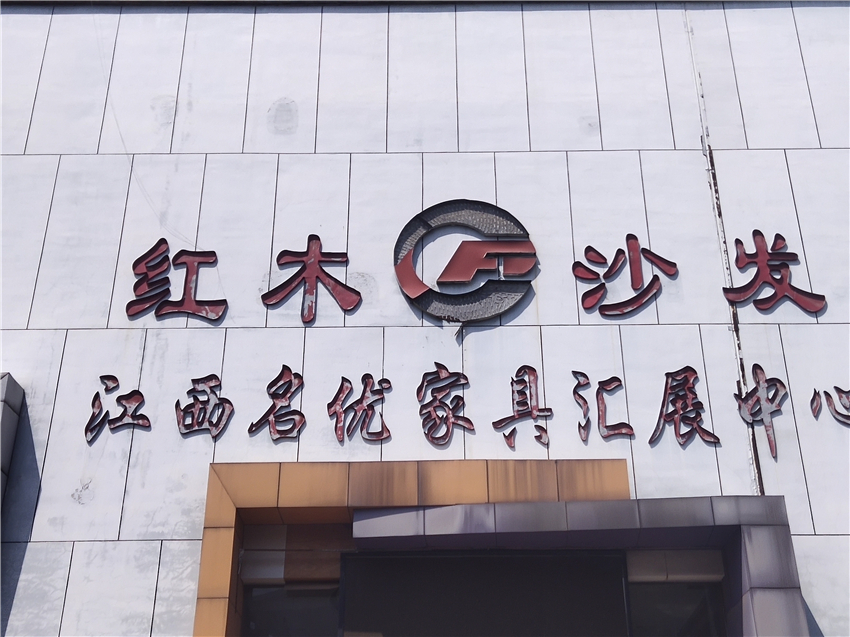 红木 沙发
江西名优家具汇展中心